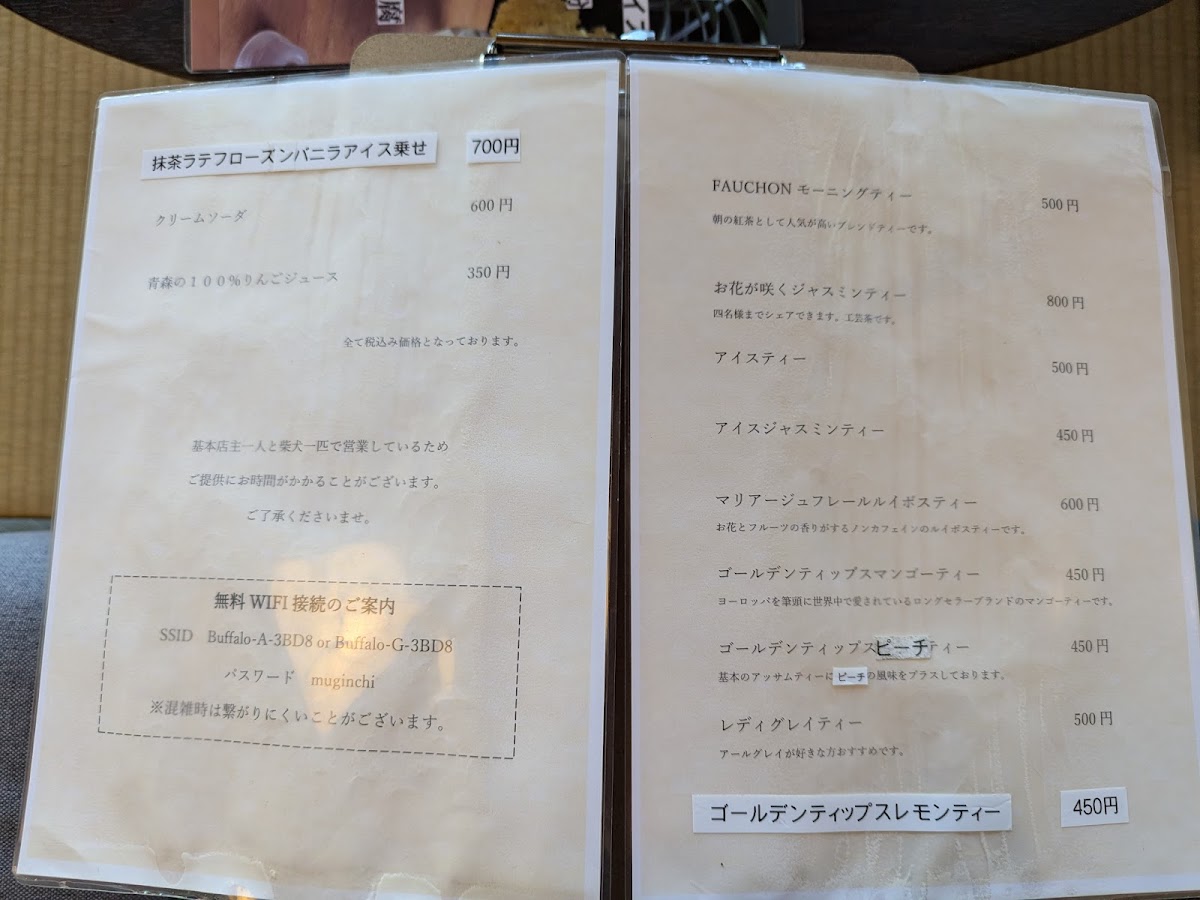 腐
抹茶ラテフローズンバニラアイス乗せ 700円
クリームソーダ 600円
青森の100%りんごジュース 350円
全て税込み価格となっております。
基本店主一人と柴犬一匹で営業しているため
ご提供にお時間がかかることがございます。
ご了承くださいませ。
無料 WIFI 接続のご案内
SSID Buffalo-A-3BD8 or Buffalo-G-3BD8
パスワード muginchi
※混雑時は繋がりにくいことがございます。
FAUCHON モーニングティー 500円
朝の紅茶として人気が高いブレンドティーです。
お花が咲くジャスミンティー 800円
四名様までシェアできます。工芸茶です。
アイスティー 500円
アイスジャスミンティー 450円
マリアージュフレールルイボスティー 600円
お花とフルーツの香りがするノンカフェインのルイボスティーです。
ゴールデンティップスマンゴーティー 450円
ヨーロッパを筆頭に世界中で愛されているロングセラーブランドのマンゴーティーです。
ゴールデンティップスピーチティー 450円
基本のアッサムティーにピーチの風味をプラスしております。
レディグレイティー 500円
アールグレイが好きな方おすすめです。
ゴールデンティップスレモンティー 450円